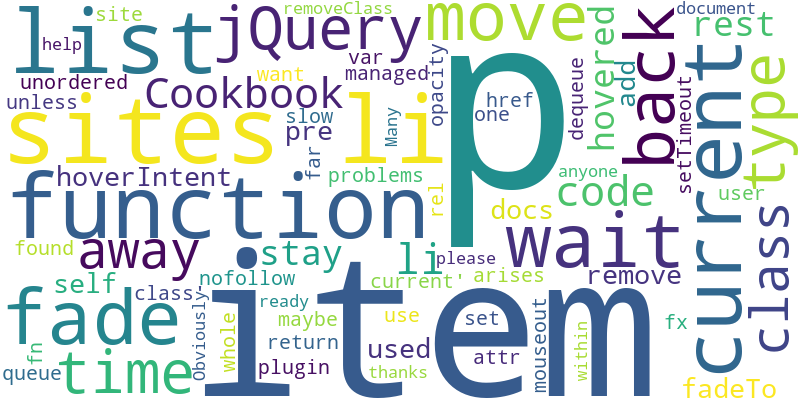 site
removeClass
document
list
jQuery
move
rest
help
var
want
managed
unordered
Cookbook
opacity
hovered
add
back
current
type
unless
sites
li
slow
pre
Many
p
href
one
dequeue
setTimeout
hoverIntent
far
problems
rel
anyone
code
user
function
docs
found
away
stay
li
please
wait
class
self
class
nofollow
current'
arises
remove
fade
Obviously
item
ready
maybe
use
set
mouseout
within
fx
fn
whole
return
used
attr
queue
time
plugin
thanks
fadeTo